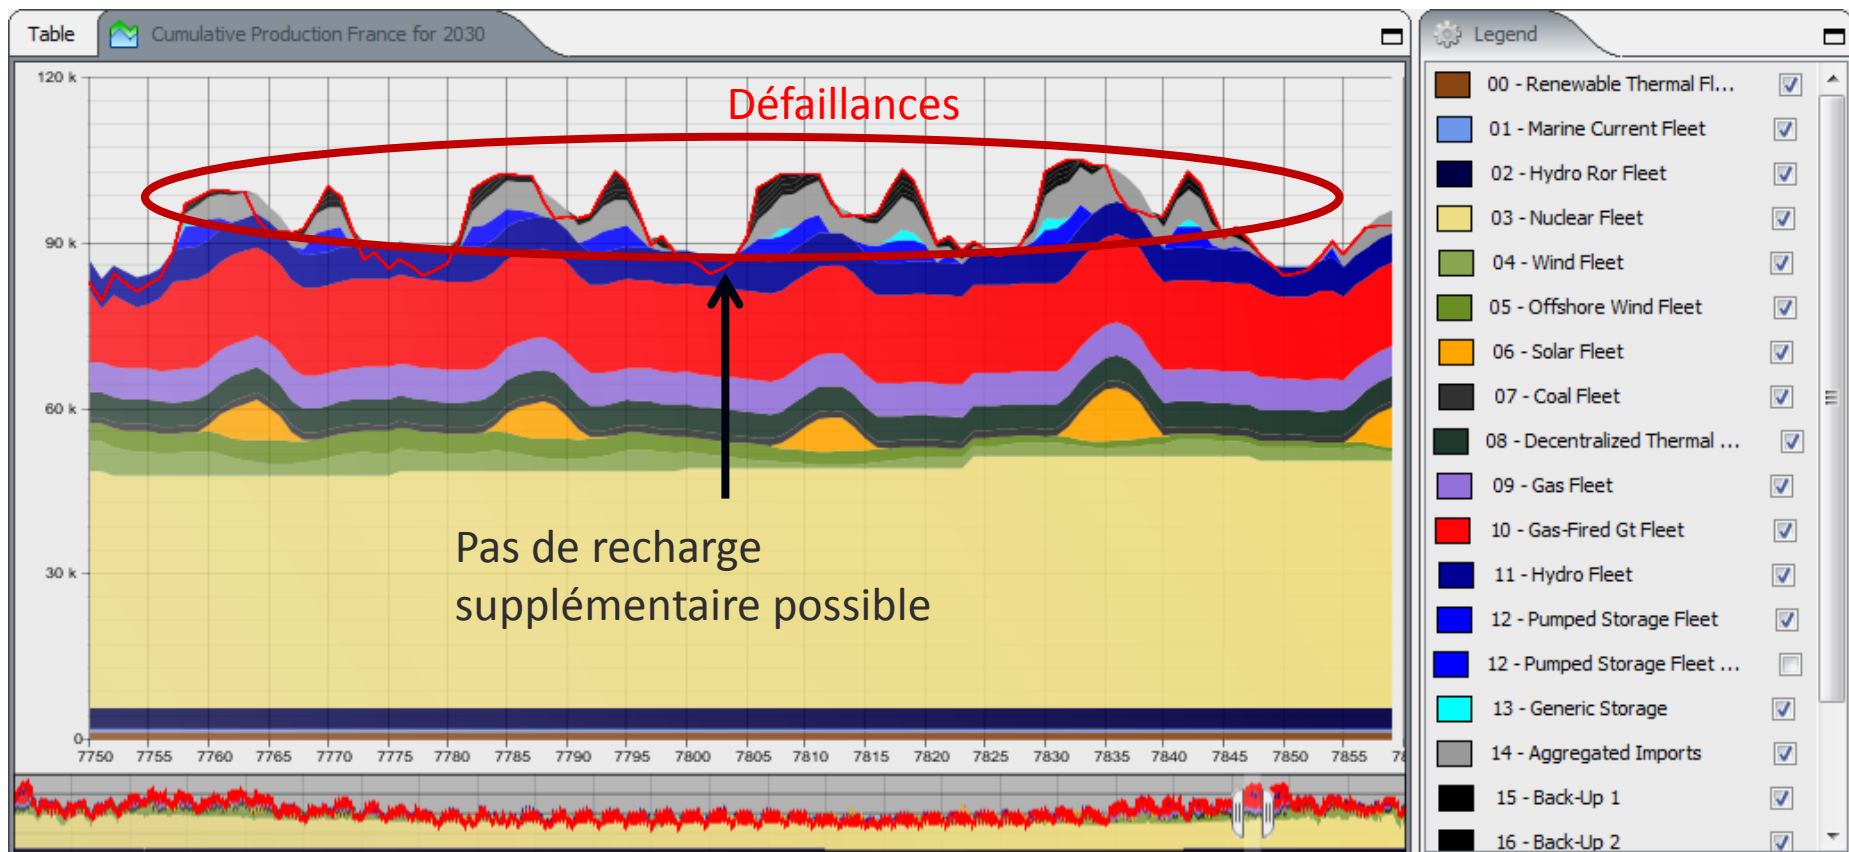 Table
Cumulative Production France for 2030
Legend
120 k
90 k
60 k
30 k
0
Défaillances
Pas de recharge
supplémentaire possible
7750 7755 7760 7765 7770 7775 7780 7785 7790 7795 7800 7805 7810 7815 7820 7825 7830 7835 7840 7845 7850 7855 78
00 - Renewable Thermal Fl...
01 - Marine Current Fleet
02 - Hydro Ror Fleet
03 - Nuclear Fleet
04 - Wind Fleet
05 - Offshore Wind Fleet
06 - Solar Fleet
07 - Coal Fleet
08 - Decentralized Thermal ...
09 - Gas Fleet
10 - Gas-Fired Gt Fleet
11 - Hydro Fleet
12 - Pumped Storage Fleet
12 - Pumped Storage Fleet ...
13 - Generic Storage
14 - Aggregated Imports
15 - Back-Up 1
16 - Back-Up 2